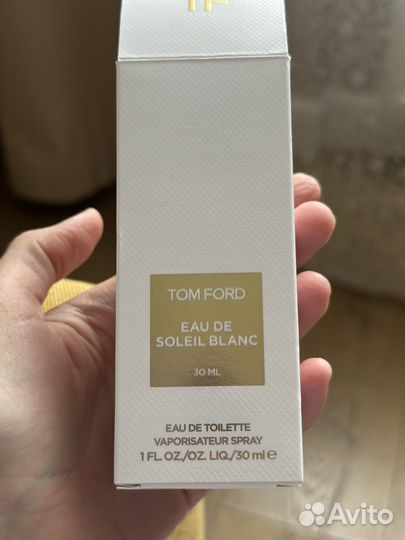 TF
TOM FORD
EAU DE
SOLEIL BLANC
30 ML
EAU DE TOILETTE
VAPORISATEUR SPRAY
1 FL. OZ./OZ. LIQ./30 ml e
Avito